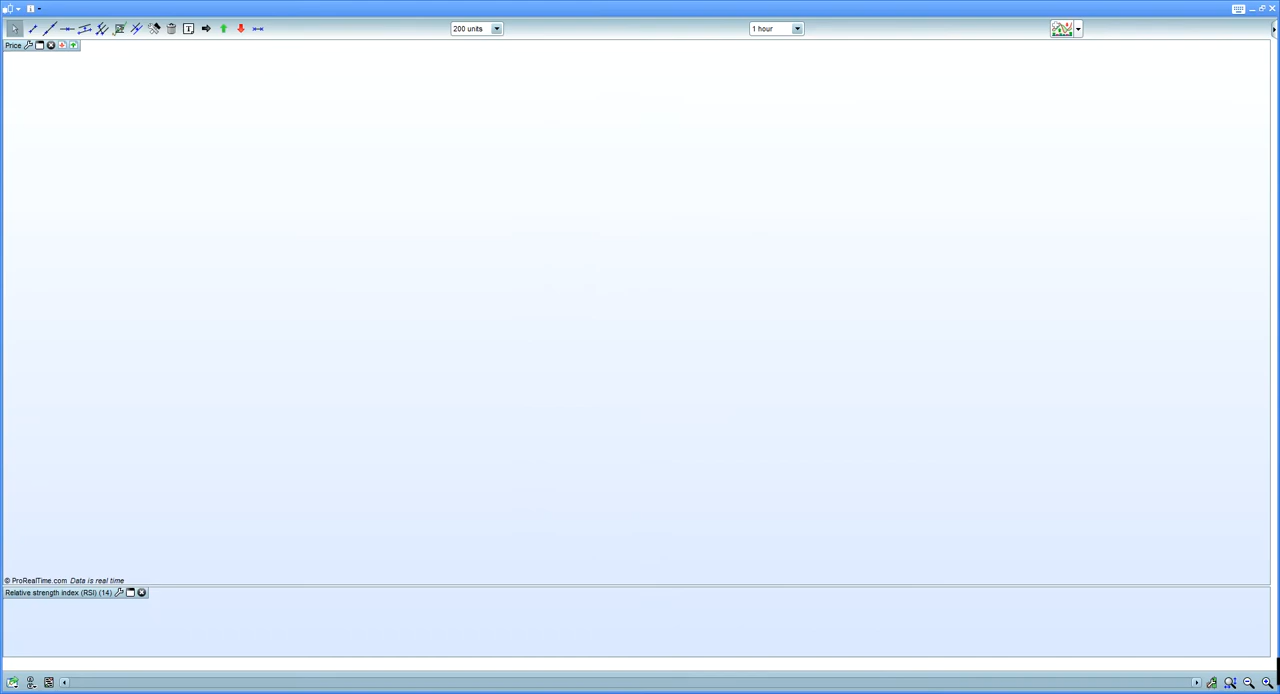 200 units
1 hour
Price
© ProRealTime.com Data is real time
Relative strength index (RSI) (14)